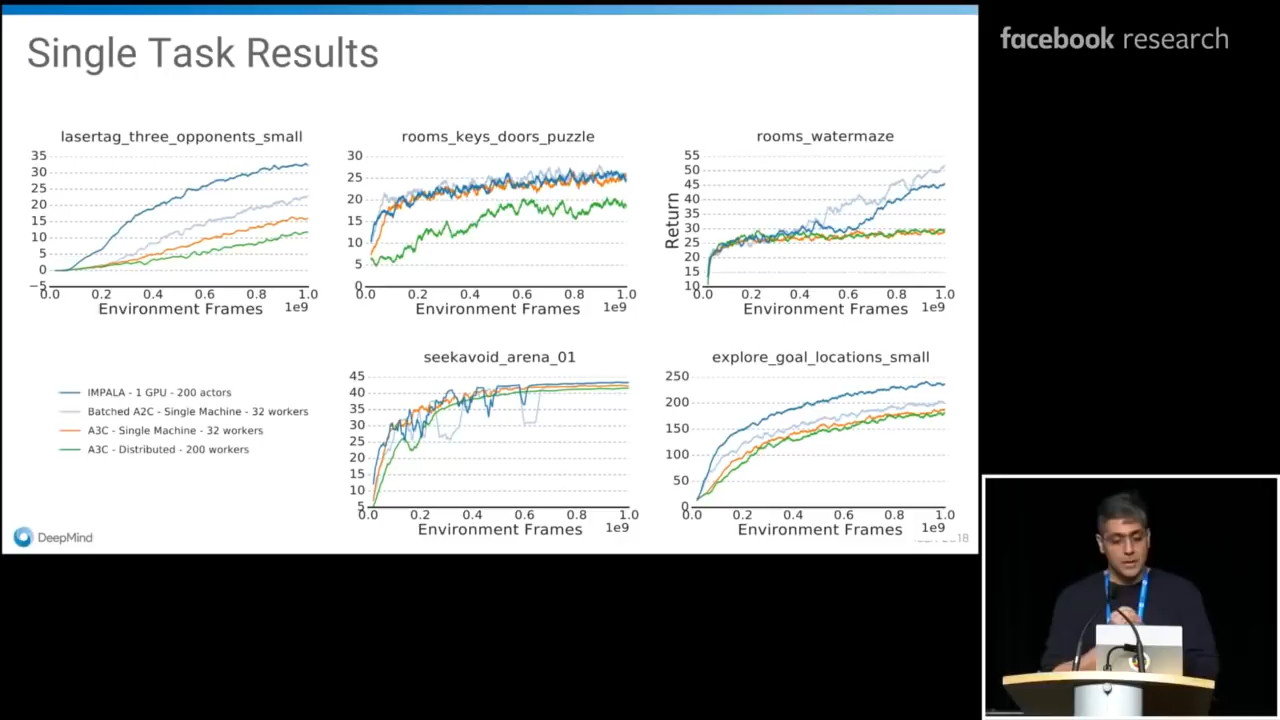 Single Task Results
facebook research
lasertag_three_opponents_small
35
30
25
20
15
10
5
0
−5
0.0 0.2 0.4 0.6 0.8 1.0
Environment Frames 1e9
rooms_keys_doors_puzzle
30
25
20
15
10
5
0
0.0 0.2 0.4 0.6 0.8 1.0
Environment Frames 1e9
rooms_watermaze
Return
55
50
45
40
35
30
25
20
15
10
0.0 0.2 0.4 0.6 0.8 1.0
Environment Frames 1e9
IMPALA - 1 GPU - 200 actors
Batched A2C - Single Machine - 32 workers
A3C - Single Machine - 32 workers
A3C - Distributed - 200 workers
seekavoid_arena_01
45
40
35
30
25
20
15
10
5
0.0 0.2 0.4 0.6 0.8 1.0
Environment Frames 1e9
explore_goal_locations_small
250
200
150
100
50
0
0.0 0.2 0.4 0.6 0.8 1.0
Environment Frames 1e9
DeepMind